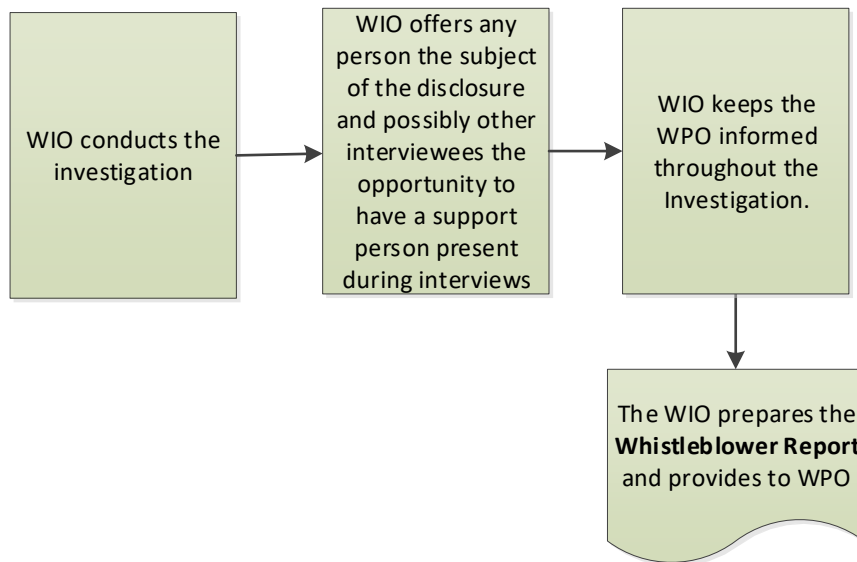 WIO conducts the
investigation
WIO offers any
person the subject
of the disclosure
and possibly other
interviewees the
opportunity to
have a support
person present
during interviews
WIO keeps the
WPO informed
throughout the
Investigation.
The WIO prepares the
Whistleblower Report
and provides to WPO